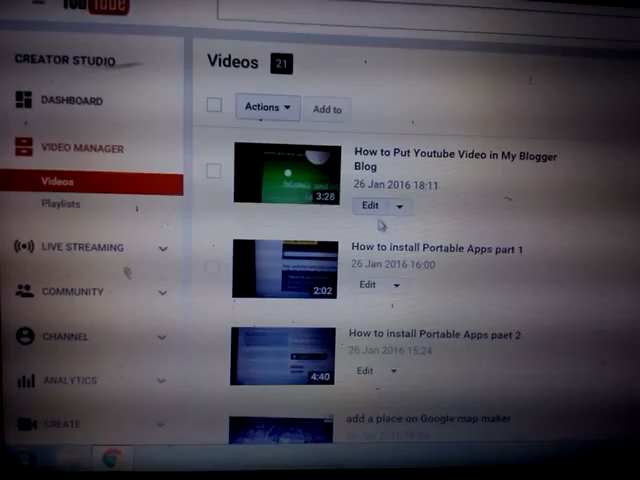 YouTube
CREATOR STUDIO
DASHBOARD
VIDEO MANAGER
Videos
Playlists
LIVE STREAMING
COMMUNITY
CHANNEL
ANALYTICS
CREATE
Videos 21
Actions Add to
3:28
How to Put Youtube Video in My Blogger
Blog
26 Jan 2016 18:11
Edit
2:02
How to install Portable Apps part 1
26 Jan 2016 16:00
Edit
4:40
How to install Portable Apps paet 2
26 Jan 2016 15:24
Edit
add a place on Google map maker